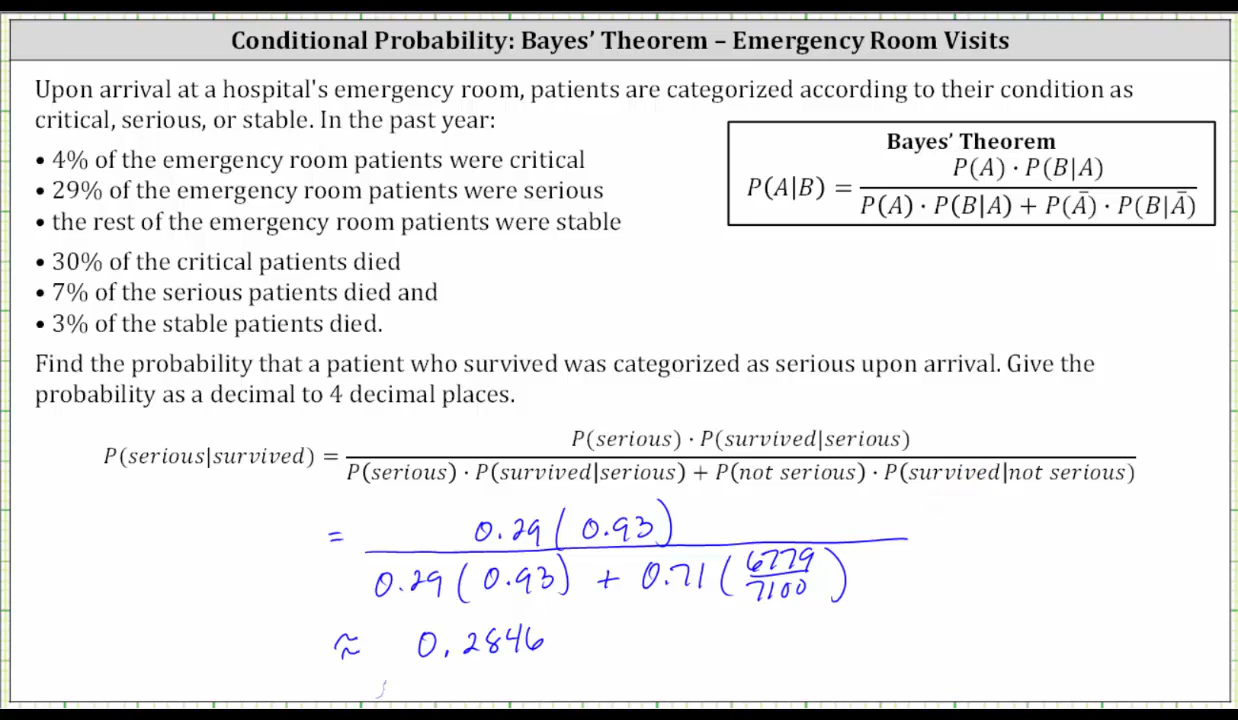 Conditional Probability: Bayes’ Theorem – Emergency Room Visits
Upon arrival at a hospital's emergency room, patients are categorized according to their condition as
critical, serious, or stable. In the past year:
• 4% of the emergency room patients were critical
• 29% of the emergency room patients were serious
• the rest of the emergency room patients were stable
• 30% of the critical patients died
• 7% of the serious patients died and
• 3% of the stable patients died.
Bayes’ Theorem
P(A|B) = P(A) · P(B|A) / P(A) · P(B|A) + P(Ā) · P(B|Ā)
Find the probability that a patient who survived was categorized as serious upon arrival. Give the
probability as a decimal to 4 decimal places.
P(serious|survived) = P(serious) · P(survived|serious) / P(serious) · P(survived|serious) + P(not serious) · P(survived|not serious)
= 0.29(0.93) / 0.29(0.93) + 0.71(6779/7100)
≈ 0.2846